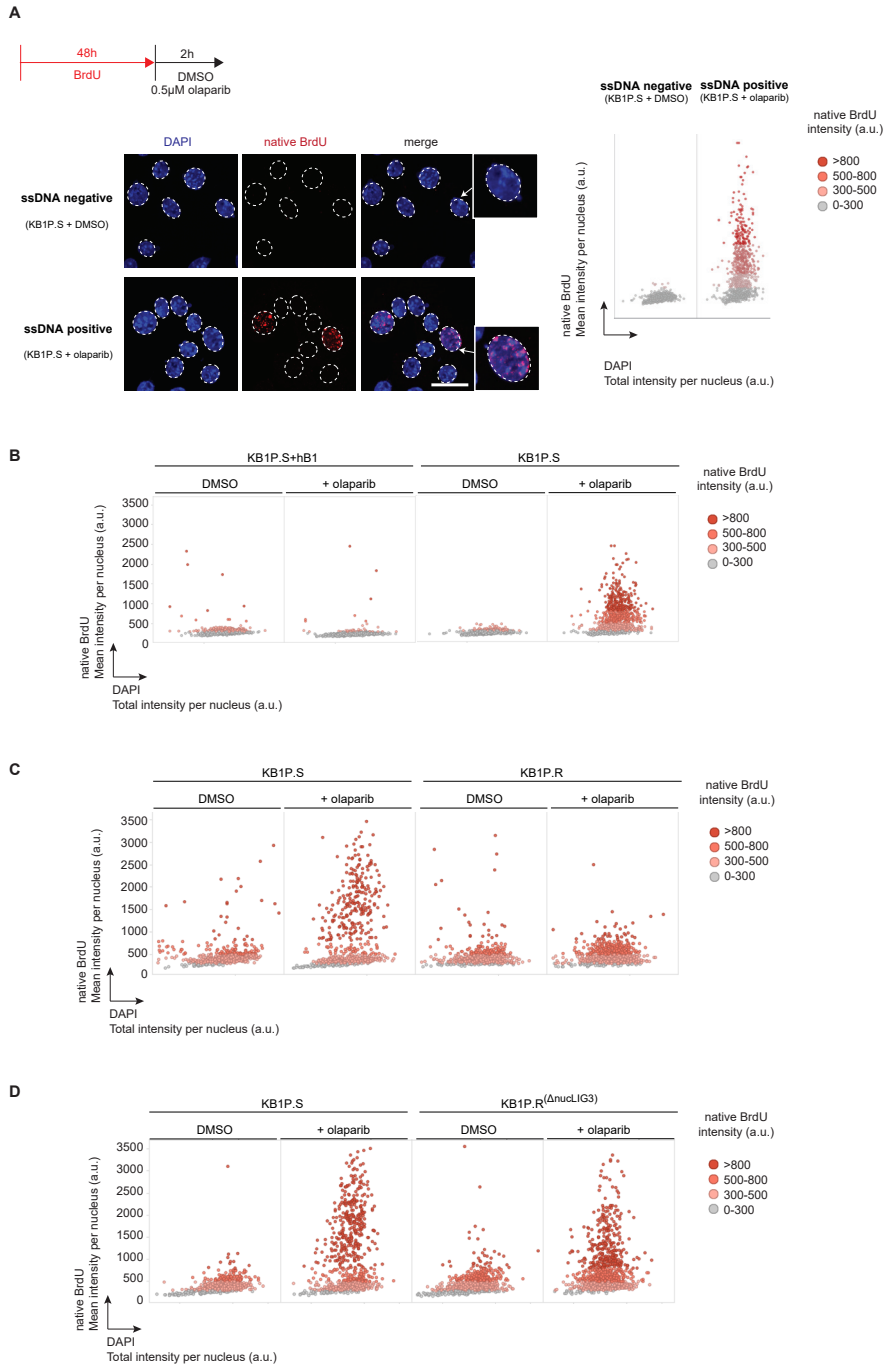 A
48h
BrdU
2h
DMSO
0.5µM olaparib
DAPI
native BrdU
merge
ssDNA negative
(KB1P.S + DMSO)
ssDNA positive
(KB1P.S + olaparib)
ssDNA negative
(KB1P.S + DMSO)
ssDNA positive
(KB1P.S + olaparib)
native BrdU
Mean intensity per nucleus (a.u.)
DAPI
Total intensity per nucleus (a.u.)
native BrdU
intensity (a.u.)
>800
500-800
300-500
0-300
B
KB1P.S+hB1
KB1P.S
DMSO
+ olaparib
DMSO
+ olaparib
3500
3000
2500
2000
1500
1000
500
0
native BrdU
Mean intensity per nucleus (a.u.)
DAPI
Total intensity per nucleus (a.u.)
native BrdU
intensity (a.u.)
>800
500-800
300-500
0-300
C
KB1P.S
KB1P.R
DMSO
+ olaparib
DMSO
+ olaparib
3500
3000
2500
2000
1500
1000
500
0
native BrdU
Mean intensity per nucleus (a.u.)
DAPI
Total intensity per nucleus (a.u.)
native BrdU
intensity (a.u.)
>800
500-800
300-500
0-300
D
KB1P.S
KB1P.R(ΔnucLIG3)
DMSO
+ olaparib
DMSO
+ olaparib
3500
3000
2500
2000
1500
1000
500
0
native BrdU
Mean intensity per nucleus (a.u.)
DAPI
Total intensity per nucleus (a.u.)
native BrdU
intensity (a.u.)
>800
500-800
300-500
0-300